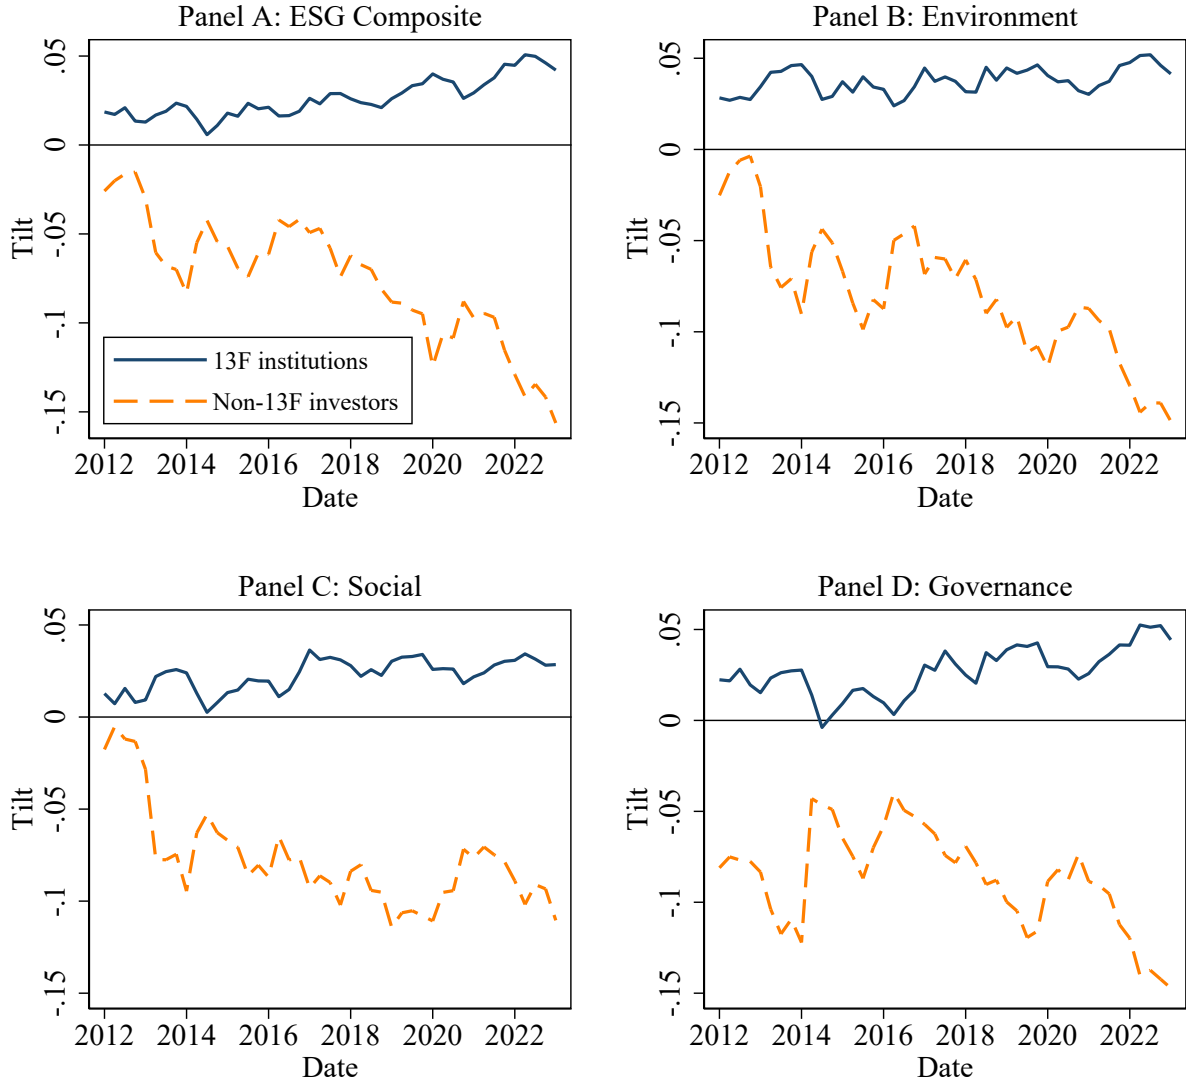 Panel A: ESG Composite
Tilt
.05
0
-.05
-.1
-.15
13F institutions
Non-13F investors
2012 2014 2016 2018 2020 2022
Date
Panel B: Environment
Tilt
.05
0
-.05
-.1
-.15
2012 2014 2016 2018 2020 2022
Date
Panel C: Social
Tilt
.05
0
-.05
-.1
-.15
2012 2014 2016 2018 2020 2022
Date
Panel D: Governance
Tilt
.05
0
-.05
-.1
-.15
2012 2014 2016 2018 2020 2022
Date